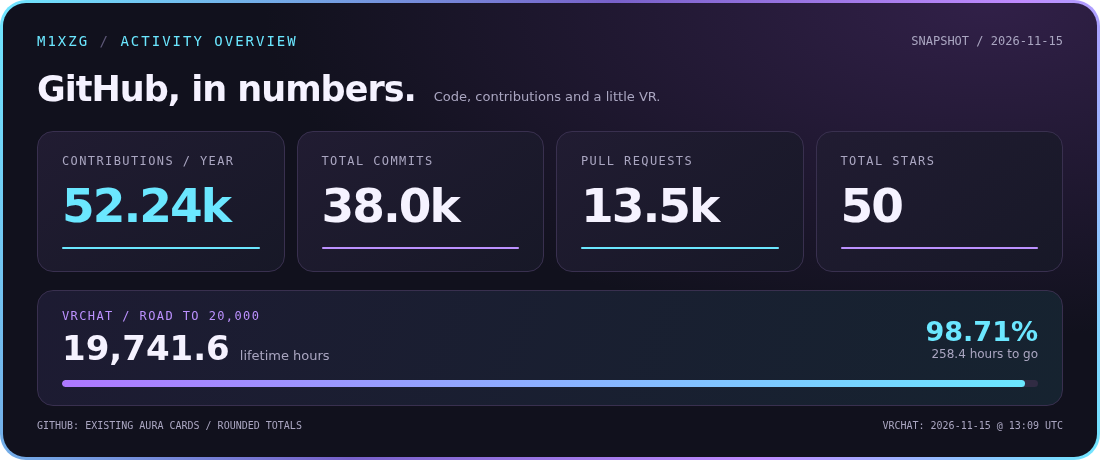 M1XZG / ACTIVITY OVERVIEW
SNAPSHOT / 2026-11-15
GitHub, in numbers. Code, contributions and a little VR.
CONTRIBUTIONS / YEAR
52.24k
TOTAL COMMITS
38.0k
PULL REQUESTS
13.5k
TOTAL STARS
50
VRCHAT / ROAD TO 20,000
19,741.6 lifetime hours
98.71%
258.4 hours to go
GITHUB: EXISTING AURA CARDS / ROUNDED TOTALS
VRCHAT: 2026-11-15 @ 13:09 UTC